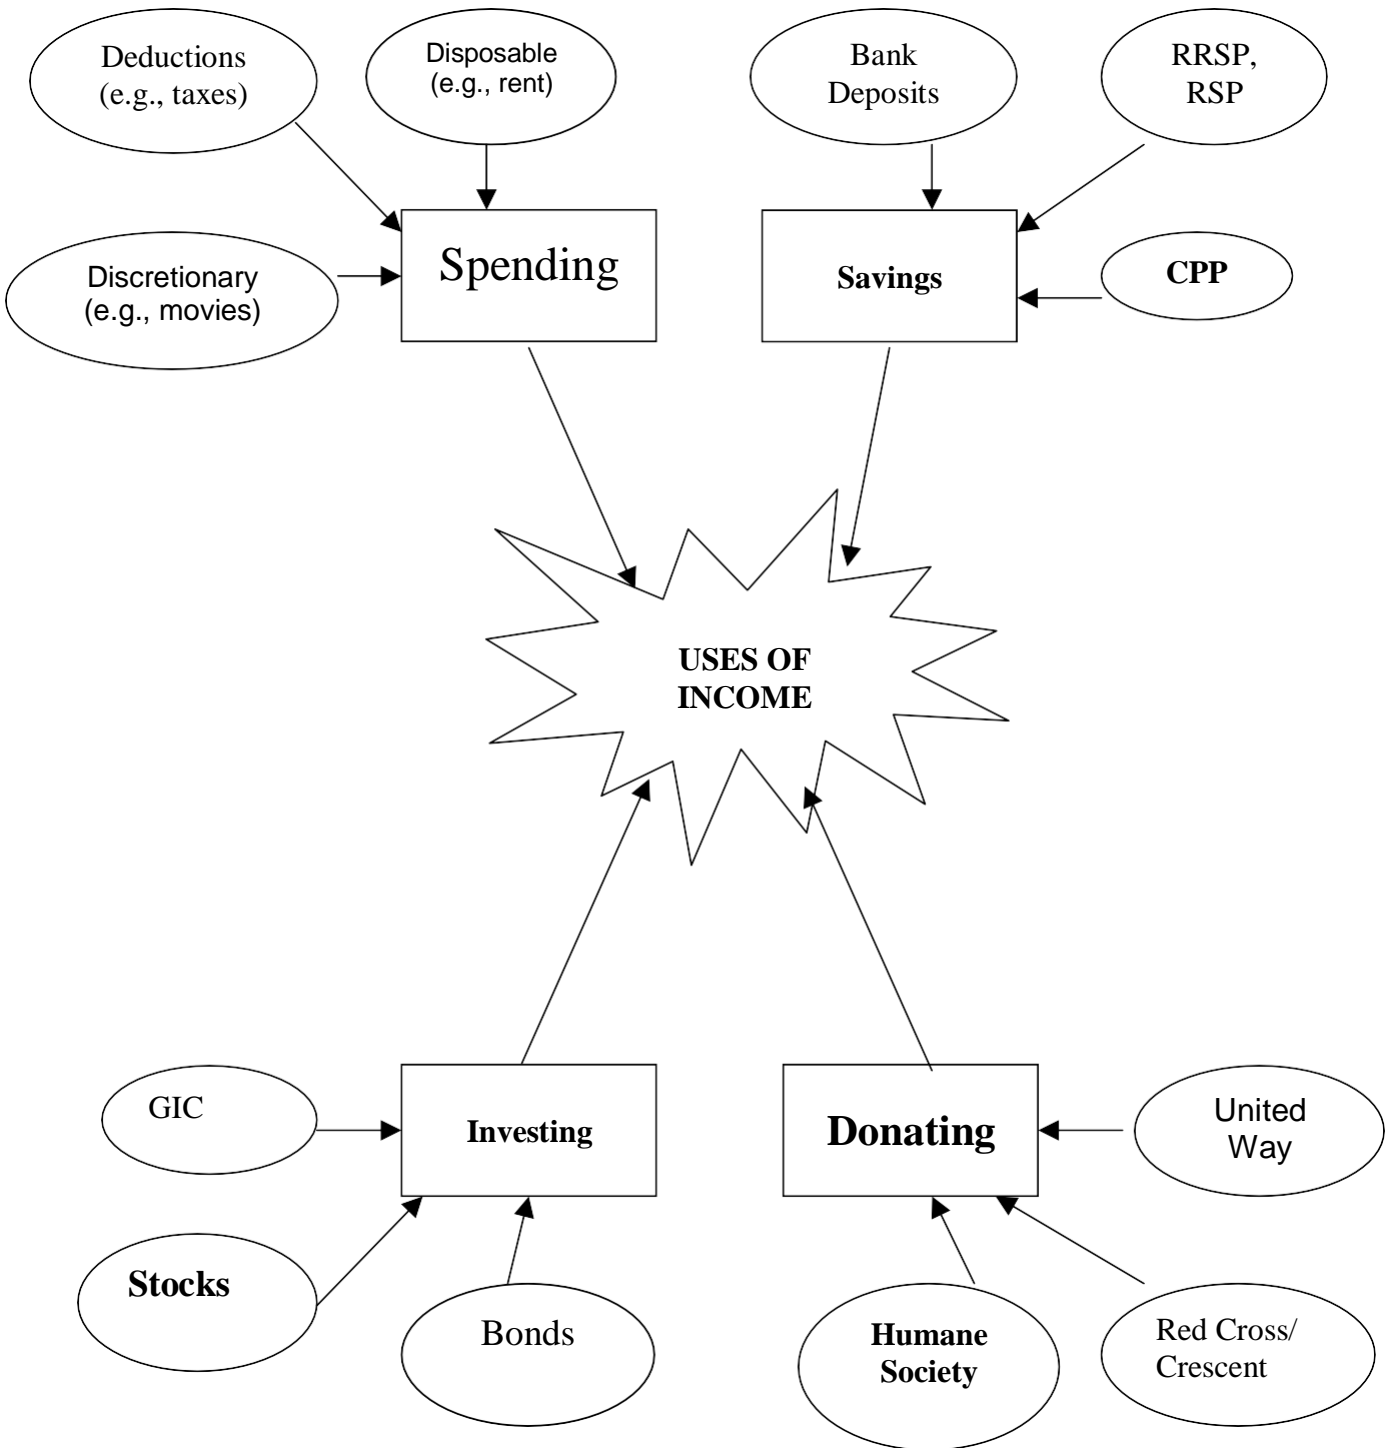 Deductions
(e.g., taxes)
Disposable
(e.g., rent)
Bank
Deposits
RRSP,
RSP
Discretionary
(e.g., movies)
Spending
Savings
CPP
USES OF
INCOME
GIC
Investing
Donating
United
Way
Stocks
Bonds
Humane
Society
Red Cross/
Crescent